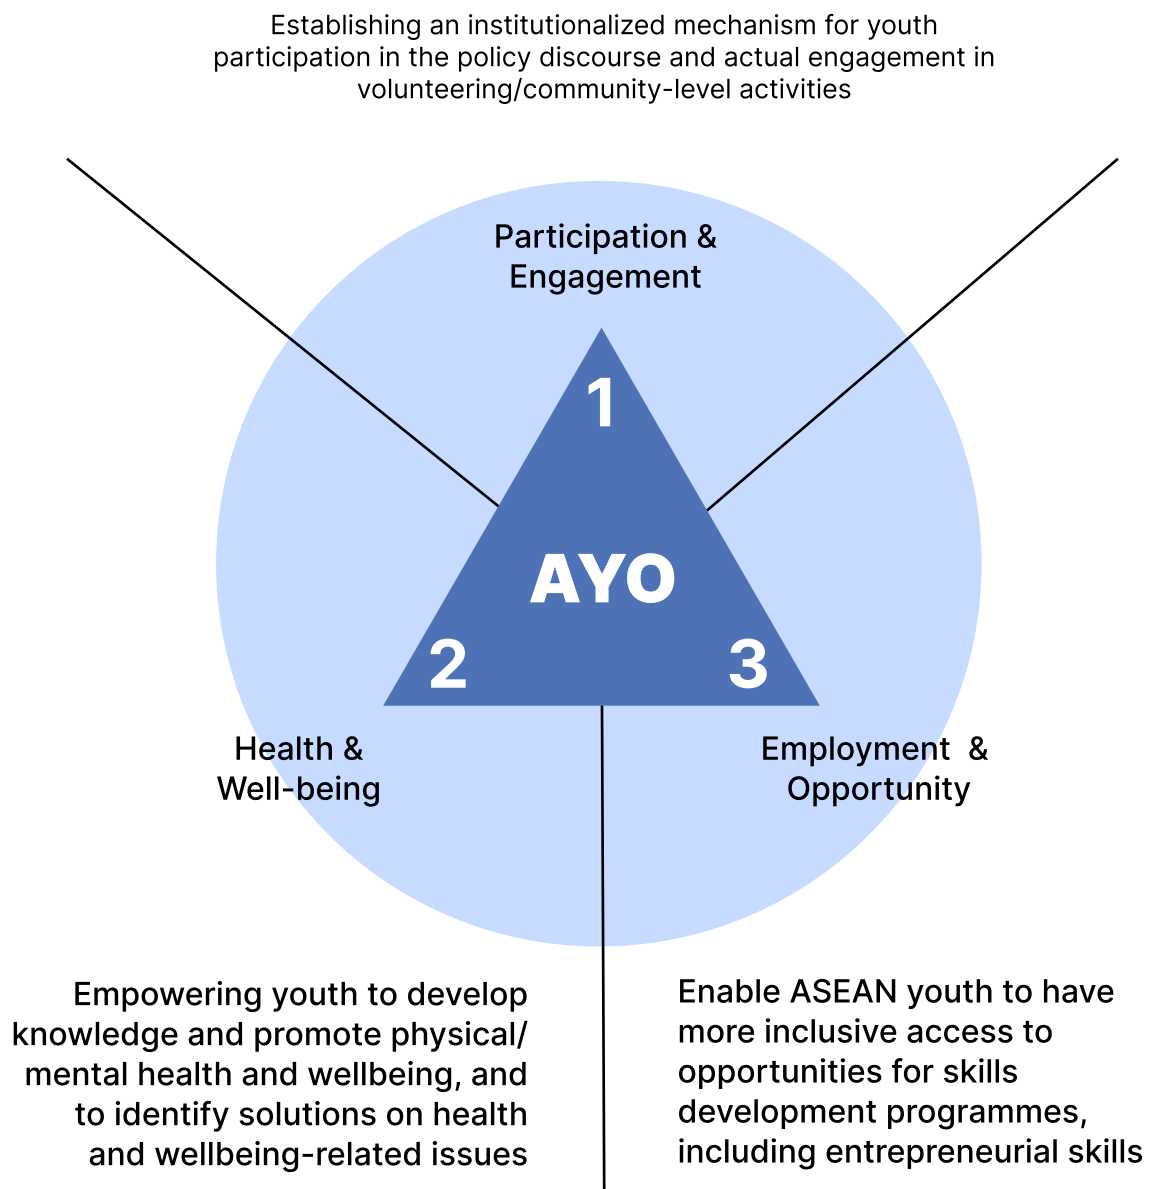 Establishing an institutionalized mechanism for youth
participation in the policy discourse and actual engagement in
volunteering/community-level activities
Participation &
Engagement
1
AYO
2
3
Health &
Well-being
Employment &
Opportunity
Empowering youth to develop
knowledge and promote physical/
mental health and wellbeing, and
to identify solutions on health
and wellbeing-related issues
Enable ASEAN youth to have
more inclusive access to
opportunities for skills
development programmes,
including entrepreneurial skills